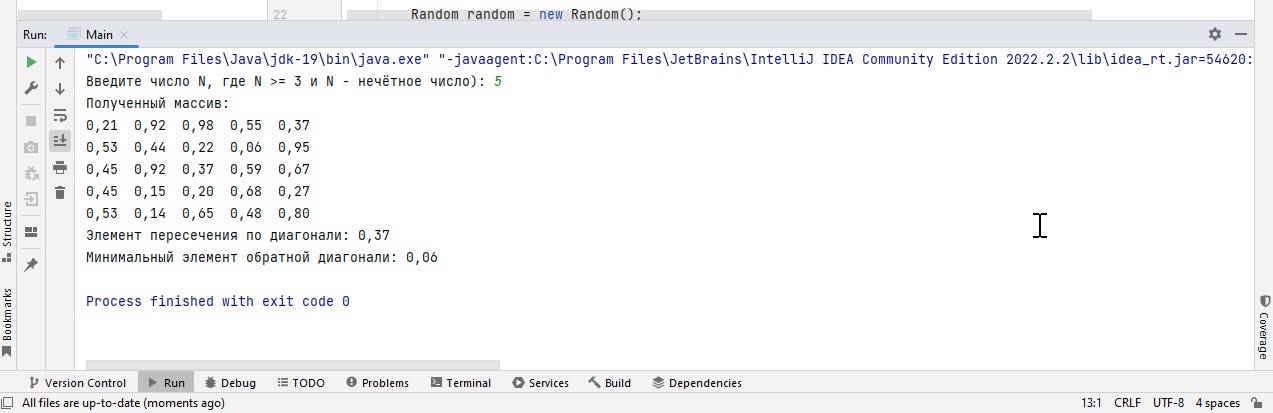 22 Random random = new Random();
Run: Main
"C:\Program Files\Java\jdk-19\bin\java.exe" "-javaagent:C:\Program Files\JetBrains\IntelliJ IDEA Community Edition 2022.2.2\lib\idea_rt.jar=54620:
Введите число N, где N >= 3 и N - нечётное число): 5
Полученный массив:
0,21 0,92 0,98 0,55 0,37
0,53 0,44 0,22 0,06 0,95
0,45 0,92 0,37 0,59 0,67
0,45 0,15 0,20 0,68 0,27
0,53 0,14 0,65 0,48 0,80
Элемент пересечения по диагонали: 0,37
Минимальный элемент обратной диагонали: 0,06
Process finished with exit code 0
Structure
Bookmarks
Coverage
Version Control Run Debug TODO Problems Terminal Services Build Dependencies
All files are up-to-date (moments ago) 13:1 CRLF UTF-8 4 spaces